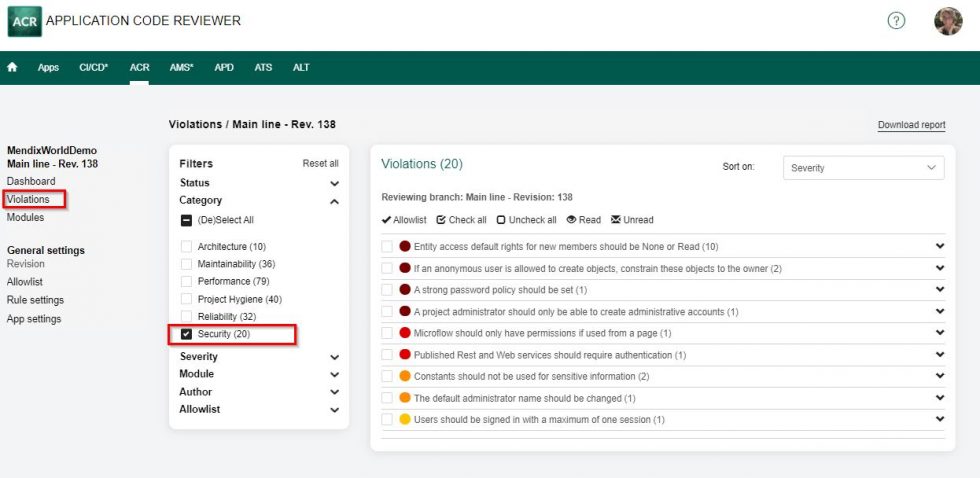 ACR APPLICATION CODE REVIEWER
?
Apps CI/CD* ACR AMS* APD ATS ALT
Violations / Main line - Rev. 138
Download report
MendixWorldDemo
Main line - Rev. 138
Dashboard
Violations
Modules
General settings
Revision
Allowlist
Rule settings
App settings
Filters Reset all
Status
Category
(De)Select All
Architecture (10)
Maintainability (36)
Performance (79)
Project Hygiene (40)
Reliability (32)
Security (20)
Severity
Module
Author
Allowlist
Violations (20)
Sort on: Severity
Reviewing branch: Main line - Revision: 138
Allowlist Check all Uncheck all Read Unread
Entity access default rights for new members should be None or Read (10)
If an anonymous user is allowed to create objects, constrain these objects to the owner (2)
A strong password policy should be set (1)
A project administrator should only be able to create administrative accounts (1)
Microflow should only have permissions if used from a page (1)
Published Rest and Web services should require authentication (1)
Constants should not be used for sensitive information (2)
The default administrator name should be changed (1)
Users should be signed in with a maximum of one session (1)